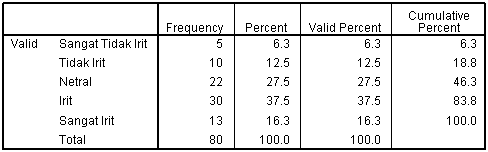 Frequency Percent Valid Percent Cumulative Percent
Valid Sangat Tidak Irit 5 6.3 6.3 6.3
Tidak Irit 10 12.5 12.5 18.8
Netral 22 27.5 27.5 46.3
Irit 30 37.5 37.5 83.8
Sangat Irit 13 16.3 16.3 100.0
Total 80 100.0 100.0